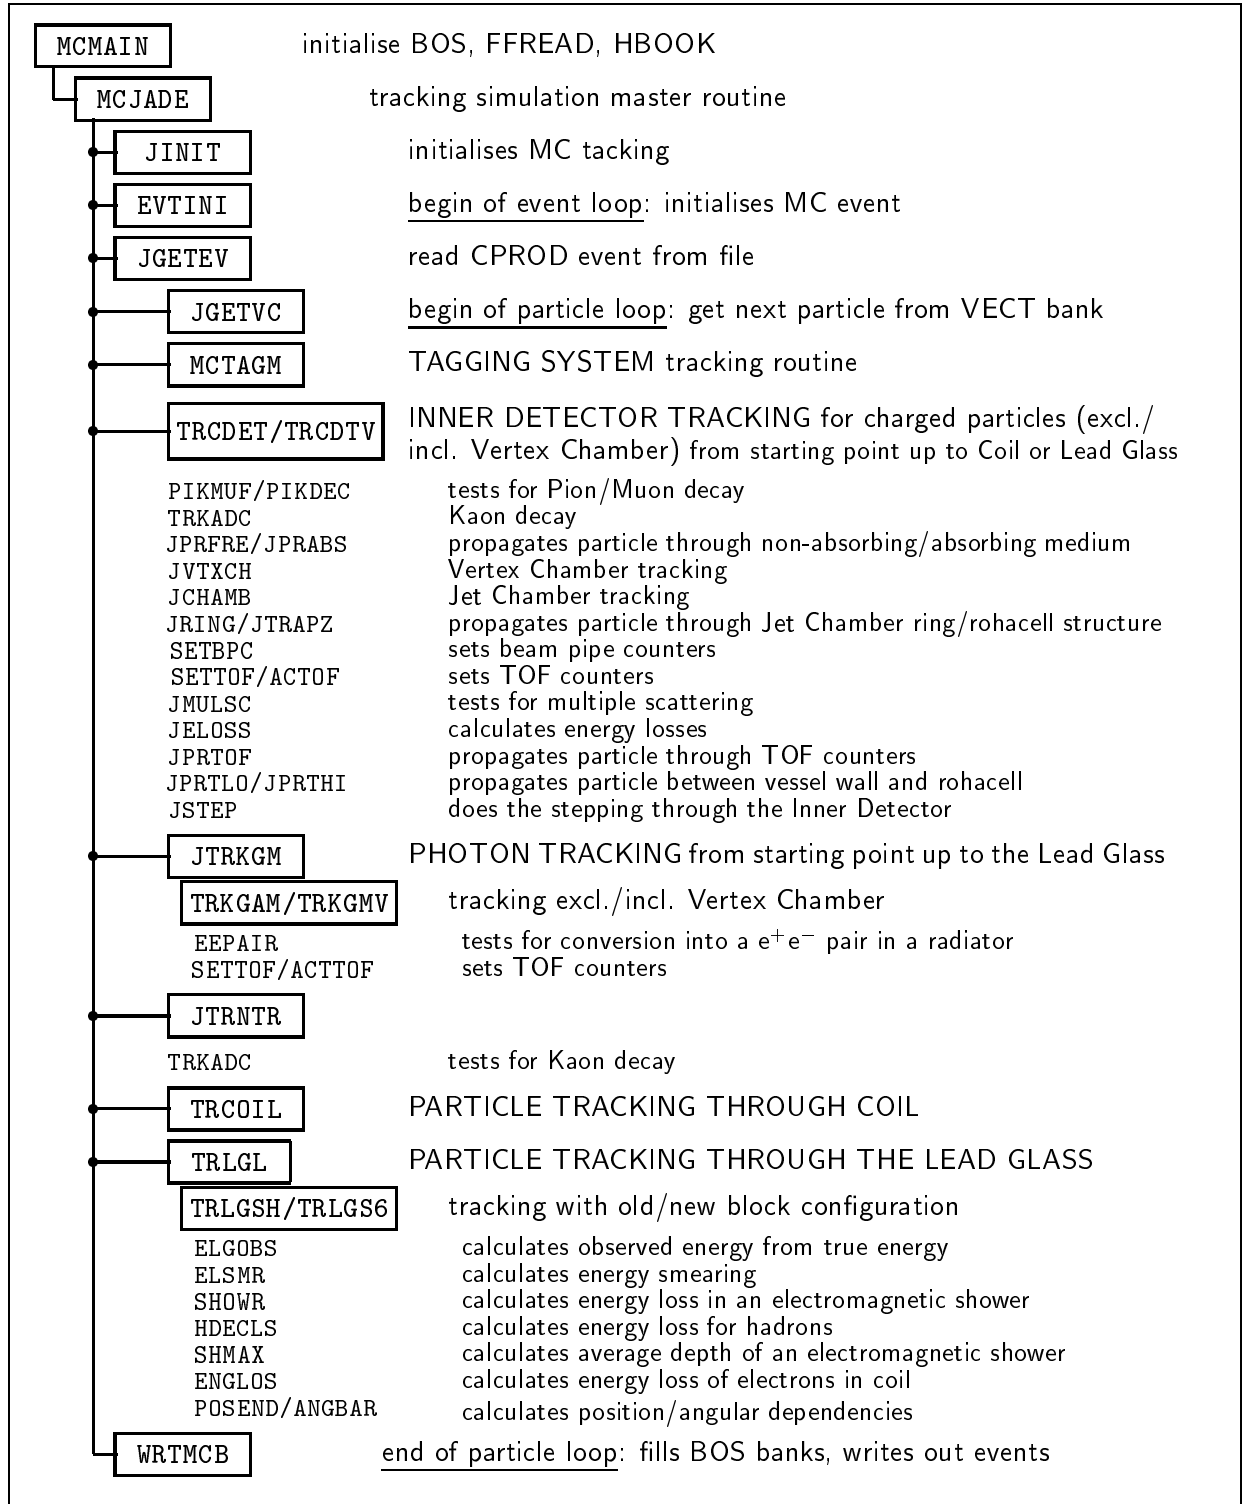 MCMAIN initialise BOS, FFREAD, HBOOK
MCJADE tracking simulation master routine
JINIT initialises MC tacking
EVTINI begin of event loop: initialises MC event
JGETEV read CPROD event from file
JGETVC begin of particle loop: get next particle from VECT bank
MCTAGM TAGGING SYSTEM tracking routine
TRCDET/TRCDTV INNER DETECTOR TRACKING for charged particles (excl./
incl. Vertex Chamber) from starting point up to Coil or Lead Glass
PIKMUF/PIKDEC tests for Pion/Muon decay
TRKADC Kaon decay
JPRFRE/JPRABS propagates particle through non-absorbing/absorbing medium
JVTXCH Vertex Chamber tracking
JCHAMB Jet Chamber tracking
JRING/JTRAPZ propagates particle through Jet Chamber ring/rohacell structure
SETBPC sets beam pipe counters
SETTOF/ACTOF sets TOF counters
JMULSC tests for multiple scattering
JELOSS calculates energy losses
JPRTOF propagates particle through TOF counters
JPRTLO/JPRTHI propagates particle between vessel wall and rohacell
JSTEP does the stepping through the Inner Detector
JTRKGM PHOTON TRACKING from starting point up to the Lead Glass
TRKGAM/TRKGMV tracking excl./incl. Vertex Chamber
EEPAIR tests for conversion into a e⁺e⁻ pair in a radiator
SETTOF/ACTTOF sets TOF counters
JTRNTR
TRKADC tests for Kaon decay
TRCOIL PARTICLE TRACKING THROUGH COIL
TRLGL PARTICLE TRACKING THROUGH THE LEAD GLASS
TRLGSH/TRLGS6 tracking with old/new block configuration
ELGOBS calculates observed energy from true energy
ELSMR calculates energy smearing
SHOWR calculates energy loss in an electromagnetic shower
HDECLS calculates energy loss for hadrons
SHMAX calculates average depth of an electromagnetic shower
ENGLOS calculates energy loss of electrons in coil
POSEND/ANGBAR calculates position/angular dependencies
WRTMCB end of particle loop: fills BOS banks, writes out events